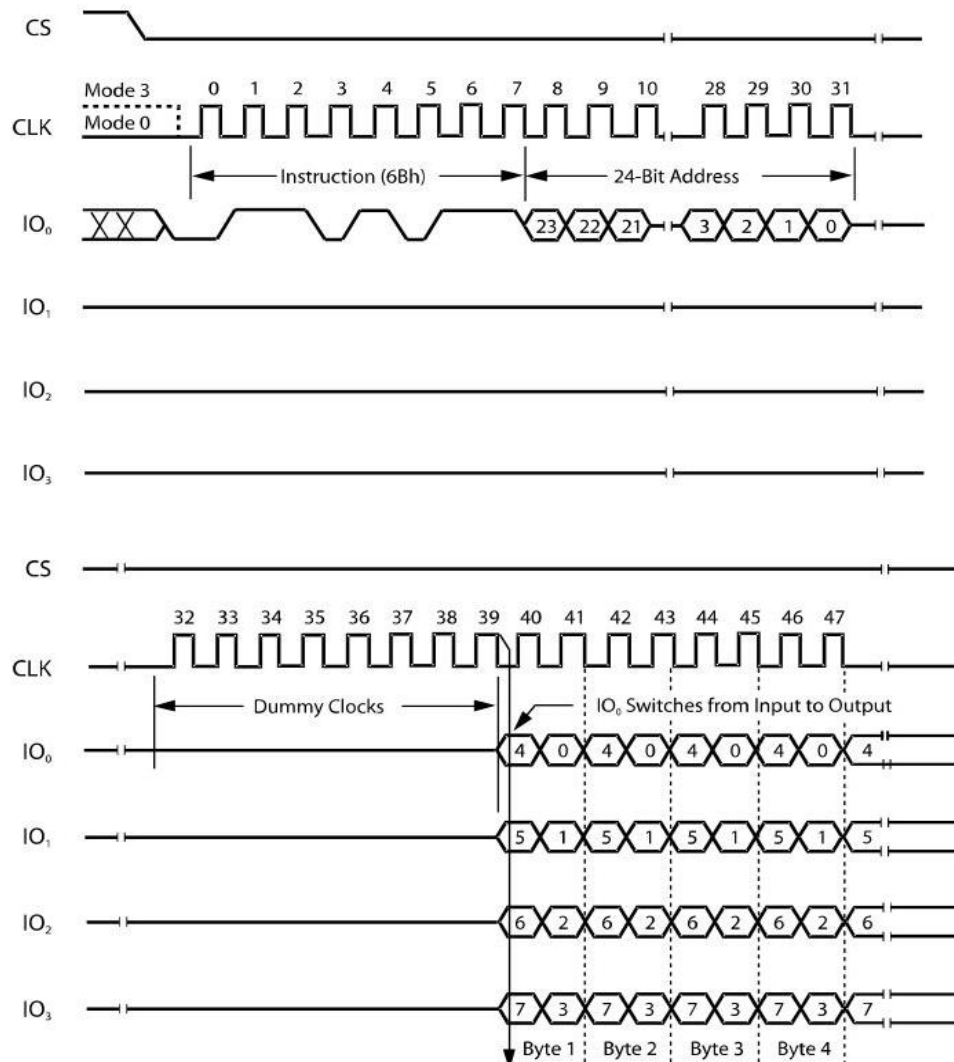 CS
Mode 3
0 1 2 3 4 5 6 7 8 9 10 28 29 30 31
CLK
Mode 0
Instruction (6Bh) 24-Bit Address
IO₀ 23 22 21 3 2 1 0
IO₁
IO₂
IO₃
CS
32 33 34 35 36 37 38 39 40 41 42 43 44 45 46 47
CLK
Dummy Clocks IO₀ Switches from Input to Output
IO₀ 4 0 4 0 4 0 4 0 4
IO₁ 5 1 5 1 5 1 5 1 5
IO₂ 6 2 6 2 6 2 6 2 6
IO₃ 7 3 7 3 7 3 7 3 7
Byte 1 Byte 2 Byte 3 Byte 4